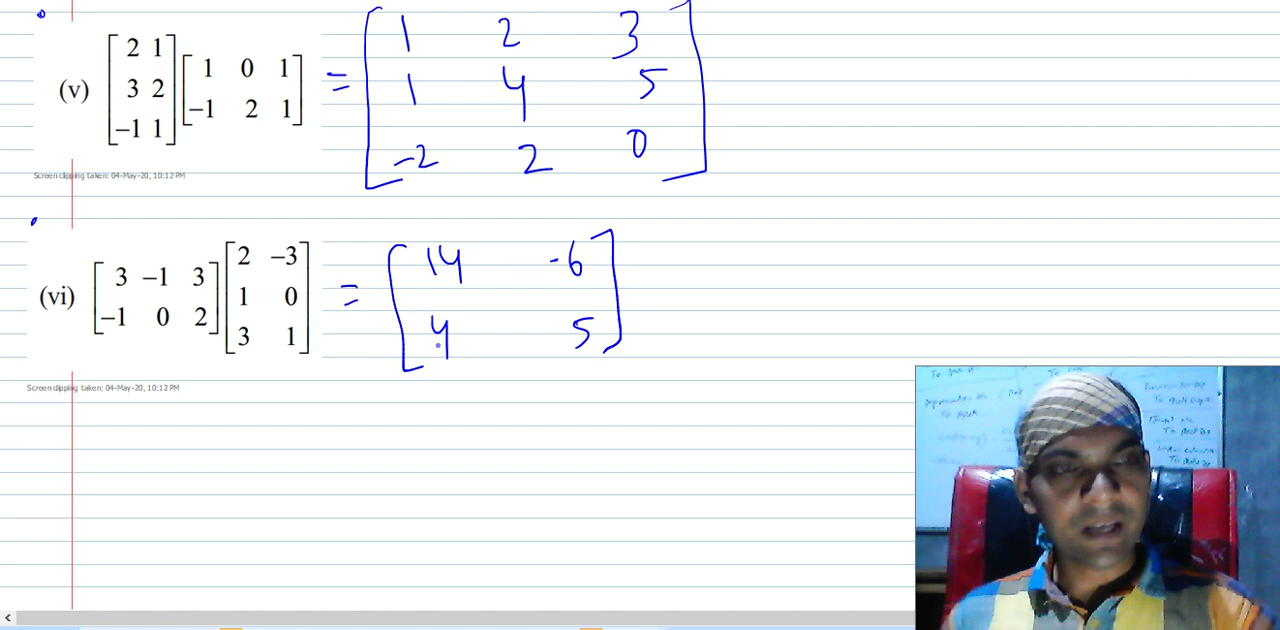 (v) [2 1; 3 2; −1 1] [1 0 1; −1 2 1] = [1 2 3; 1 4 5; −2 2 0]
Screen clipping taken: 04-May-20, 10:12 PM
(vi) [3 −1 3; −1 0 2] [2 −3; 1 0; 3 1] = [14 -6; 4 5]
Screen clipping taken: 04-May-20, 10:12 PM